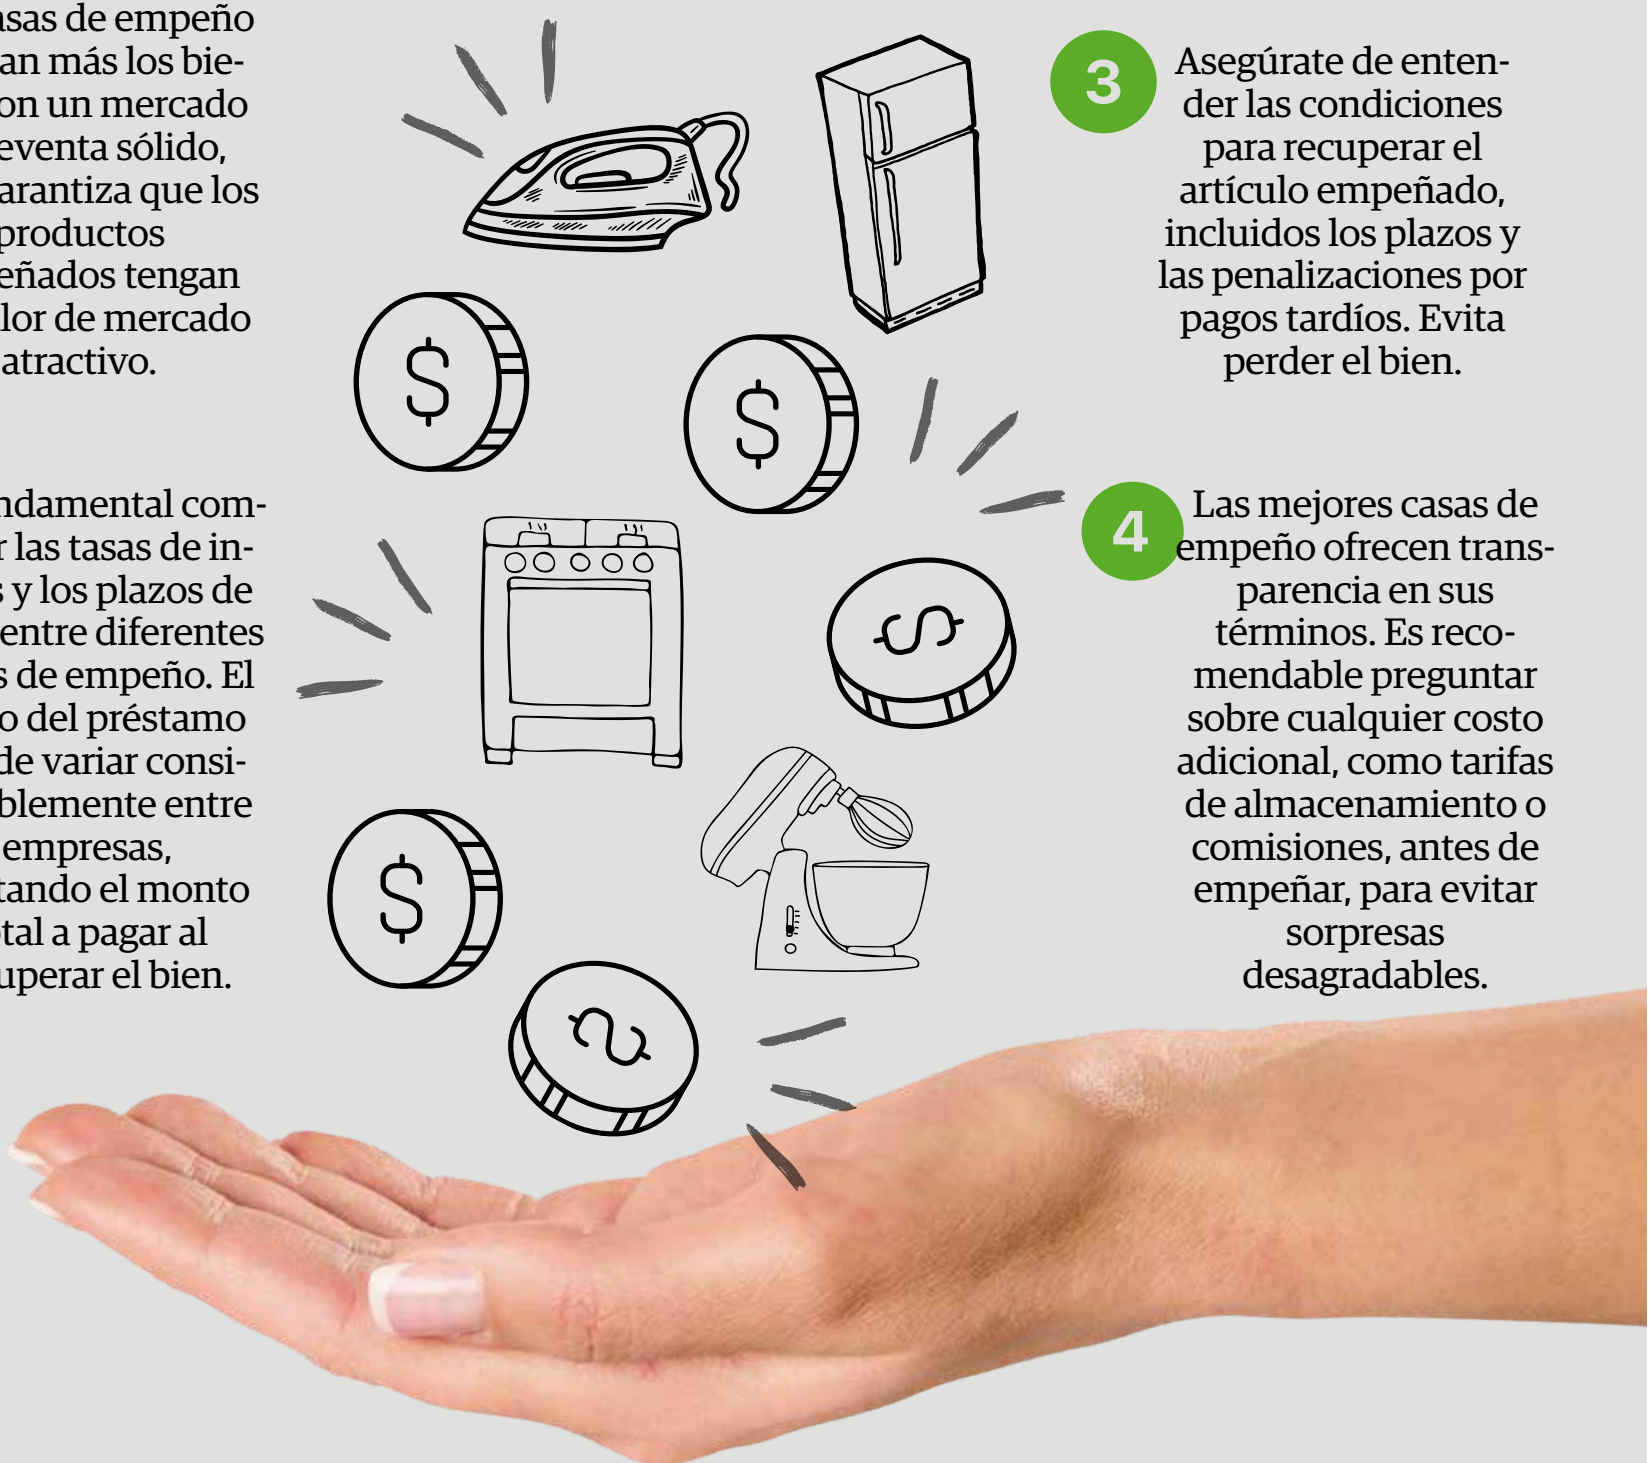 asas de empeño
an más los bie-
on un mercado
eventa sólido,
arantiza que los
productos
eñados tengan
lor de mercado
atractivo.
ndamental com-
r las tasas de in-
s y los plazos de
entre diferentes
s de empeño. El
o del préstamo
de variar consi-
blemente entre
empresas,
tando el monto
tal a pagar al
uperar el bien.
3
Asegúrate de enten-
der las condiciones
para recuperar el
artículo empeñado,
incluidos los plazos y
las penalizaciones por
pagos tardíos. Evita
perder el bien.
4
Las mejores casas de
empeño ofrecen trans-
parencia en sus
términos. Es reco-
mendable preguntar
sobre cualquier costo
adicional, como tarifas
de almacenamiento o
comisiones, antes de
empeñar, para evitar
sorpresas
desagradables.